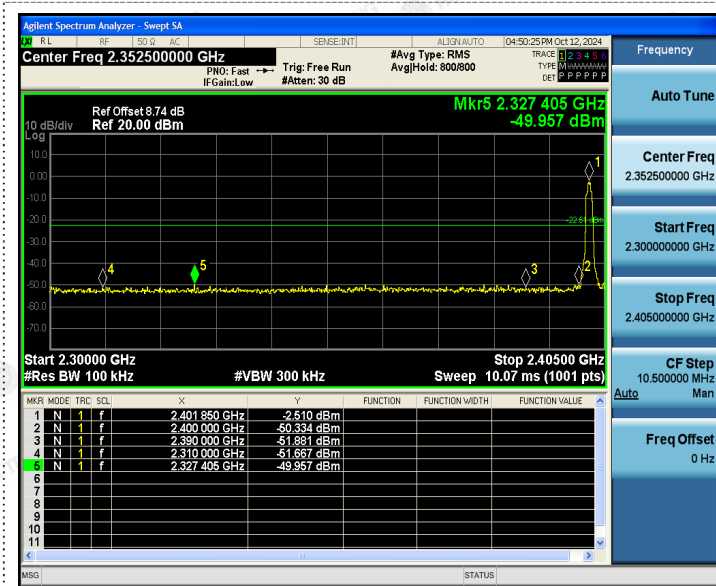 Agilent Spectrum Analyzer - Swept SA
RL RF 50 Ω AC SENSE:INT ALIGN AUTO 04:50:25 PM Oct 12, 2024
Center Freq 2.352500000 GHz
PNO: Fast
IFGain:Low
Trig: Free Run
#Atten: 30 dB
#Avg Type: RMS
Avg|Hold: 800/800
TRACE 1 2 3 4 5 6
TYPE M
DET P P P P P P
Mkr5 2.327 405 GHz
-49.957 dBm
Ref Offset 8.74 dB
10 dB/div Ref 20.00 dBm
Log
10.0
0.00
-10.0
-20.0
-30.0
-40.0
-50.0
-60.0
-70.0
1
-22.51 dBm
4
5
3
2
Start 2.30000 GHz Stop 2.40500 GHz
#Res BW 100 kHz #VBW 300 kHz Sweep 10.07 ms (1001 pts)
MKR MODE TRC SCL X Y FUNCTION FUNCTION WIDTH FUNCTION VALUE
1 N 1 f 2.401 850 GHz -2.510 dBm
2 N 1 f 2.400 000 GHz -50.334 dBm
3 N 1 f 2.390 000 GHz -51.881 dBm
4 N 1 f 2.310 000 GHz -51.667 dBm
5 N 1 f 2.327 405 GHz -49.957 dBm
6
7
8
9
10
11
MSG STATUS
Frequency
Auto Tune
Center Freq
2.352500000 GHz
Start Freq
2.300000000 GHz
Stop Freq
2.405000000 GHz
CF Step
10.500000 MHz
Auto Man
Freq Offset
0 Hz